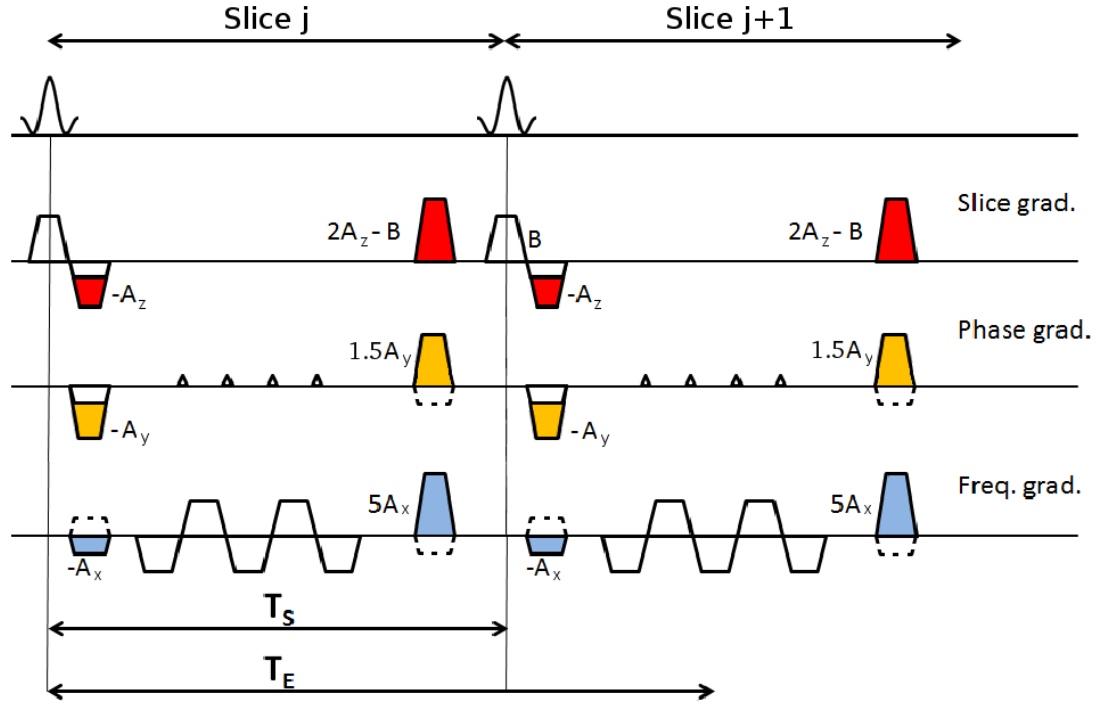 Slice j
Slice j+1
Slice grad.
2A_z - B
B
2A_z - B
-A_z
-A_z
Phase grad.
1.5A_y
1.5A_y
-A_y
-A_y
Freq. grad.
5A_x
5A_x
-A_x
-A_x
T_S
T_E